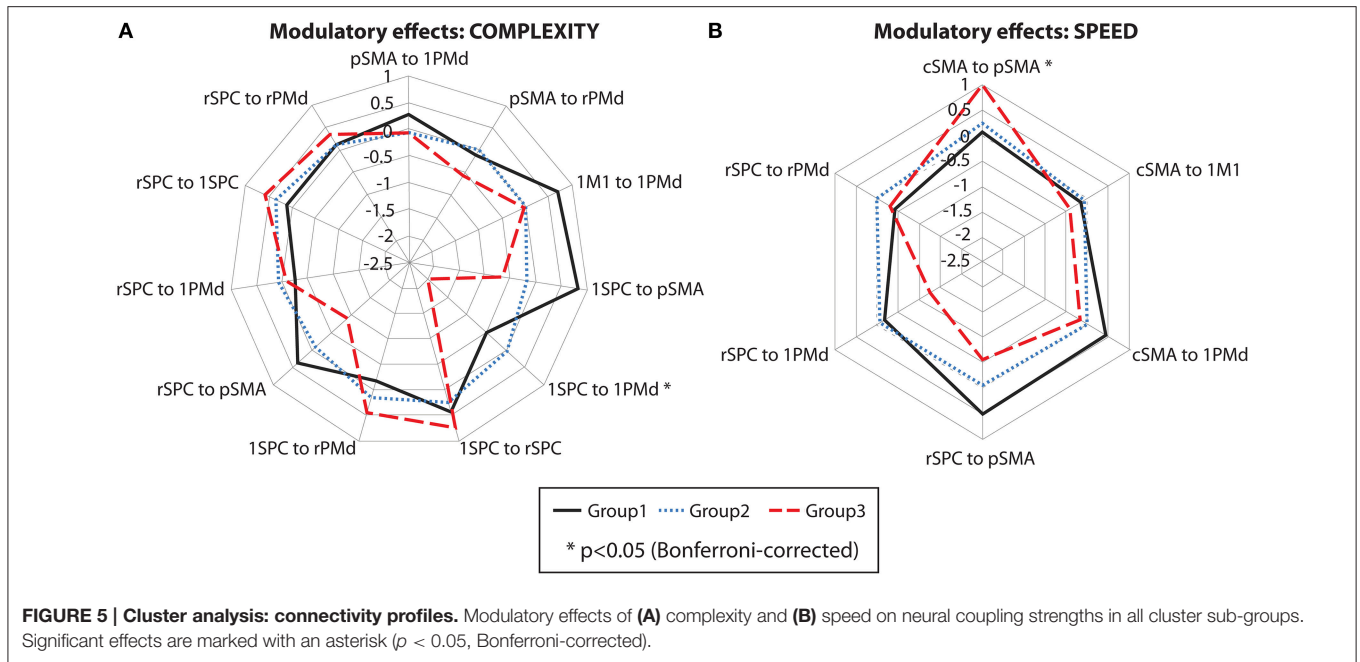 A
Modulatory effects: COMPLEXITY
pSMA to 1PMd
pSMA to rPMd
1M1 to 1PMd
1SPC to pSMA
1SPC to 1PMd *
1SPC to rSPC
1SPC to rPMd
rSPC to pSMA
rSPC to 1PMd
rSPC to 1SPC
rSPC to rPMd
1
0.5
0
-0.5
-1
-1.5
-2
-2.5
B
Modulatory effects: SPEED
cSMA to pSMA *
cSMA to 1M1
cSMA to 1PMd
rSPC to pSMA
rSPC to 1PMd
rSPC to rPMd
1
0.5
0
-0.5
-1
-1.5
-2
-2.5
Group1 Group2 Group3
* p<0.05 (Bonferroni-corrected)
FIGURE 5 | Cluster analysis: connectivity profiles. Modulatory effects of (A) complexity and (B) speed on neural coupling strengths in all cluster sub-groups.
Significant effects are marked with an asterisk (p < 0.05, Bonferroni-corrected).